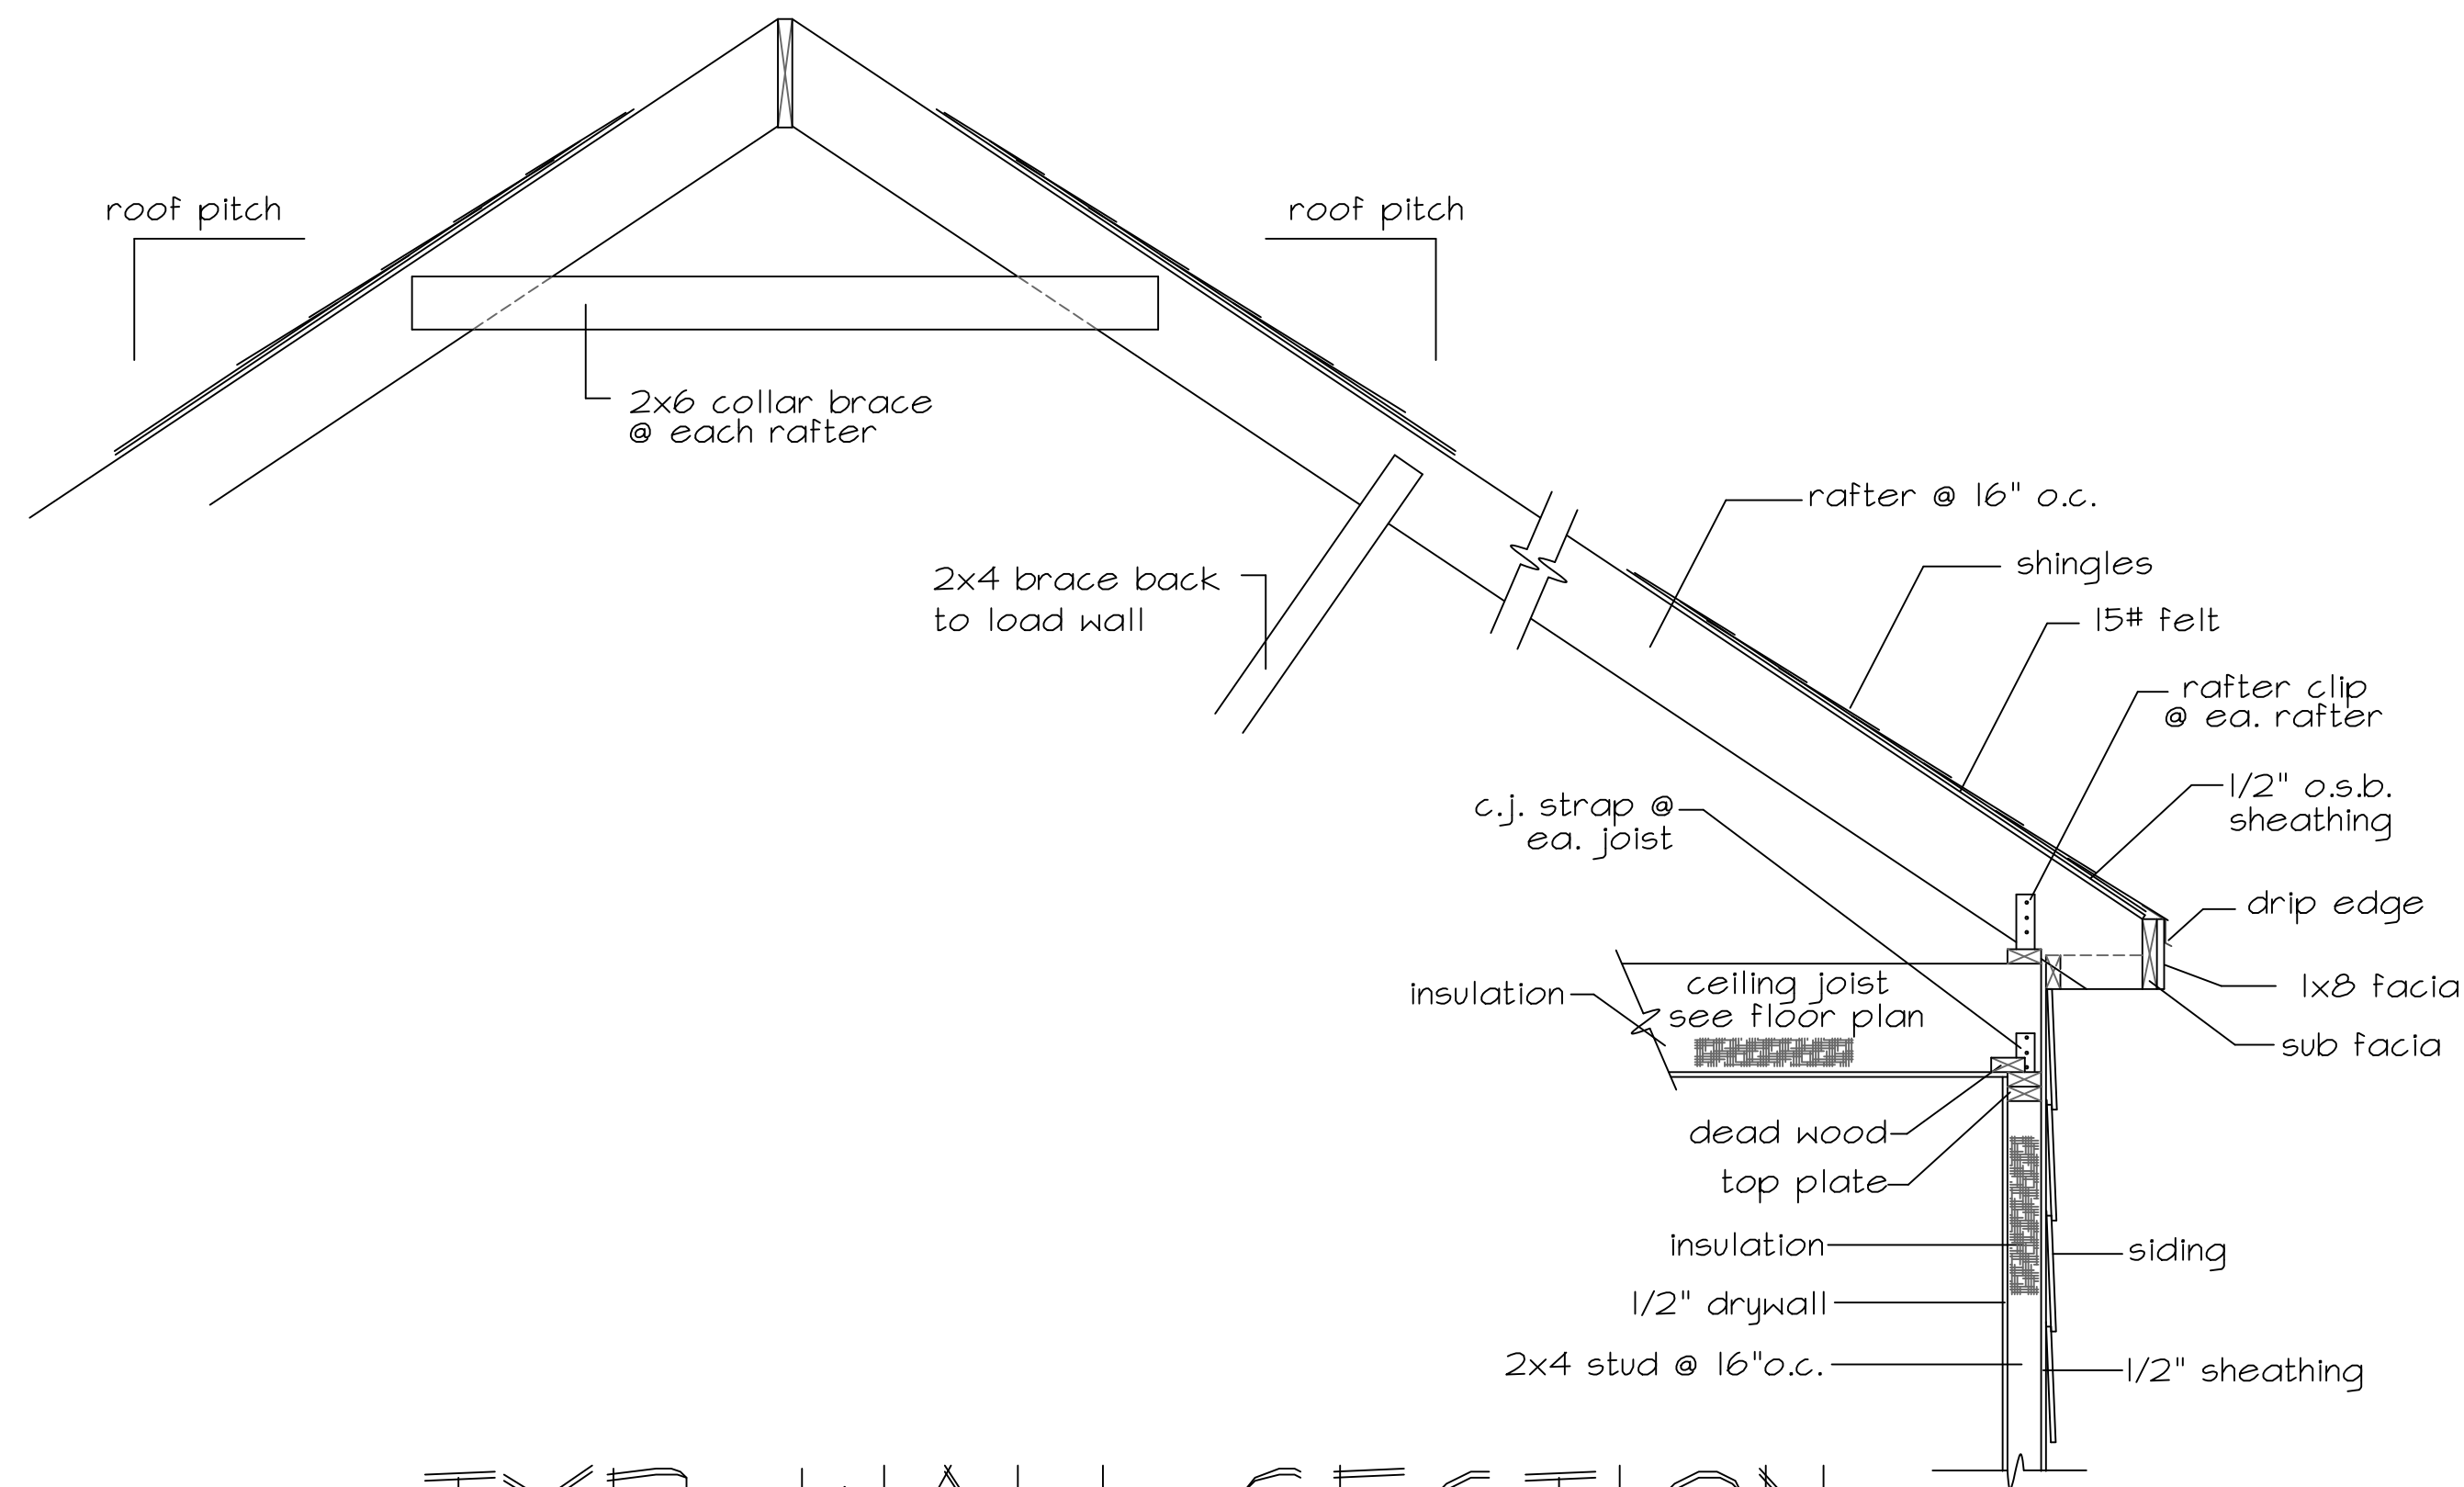 roof pitch
roof pitch
2x6 collar brace
@ each rafter
rafter @ 16" o.c.
shingles
2x4 brace back
to load wall
15# felt
rafter clip
@ ea. rafter
1/2" o.s.b.
sheathing
c.j. strap @
ea. joist
drip edge
insulation
ceiling joist
see floor plan
1x8 facia
sub facia
dead wood
top plate
insulation
siding
1/2" drywall
2x4 stud @ 16"o.c.
1/2" sheathing
TYP. WALL SECTION